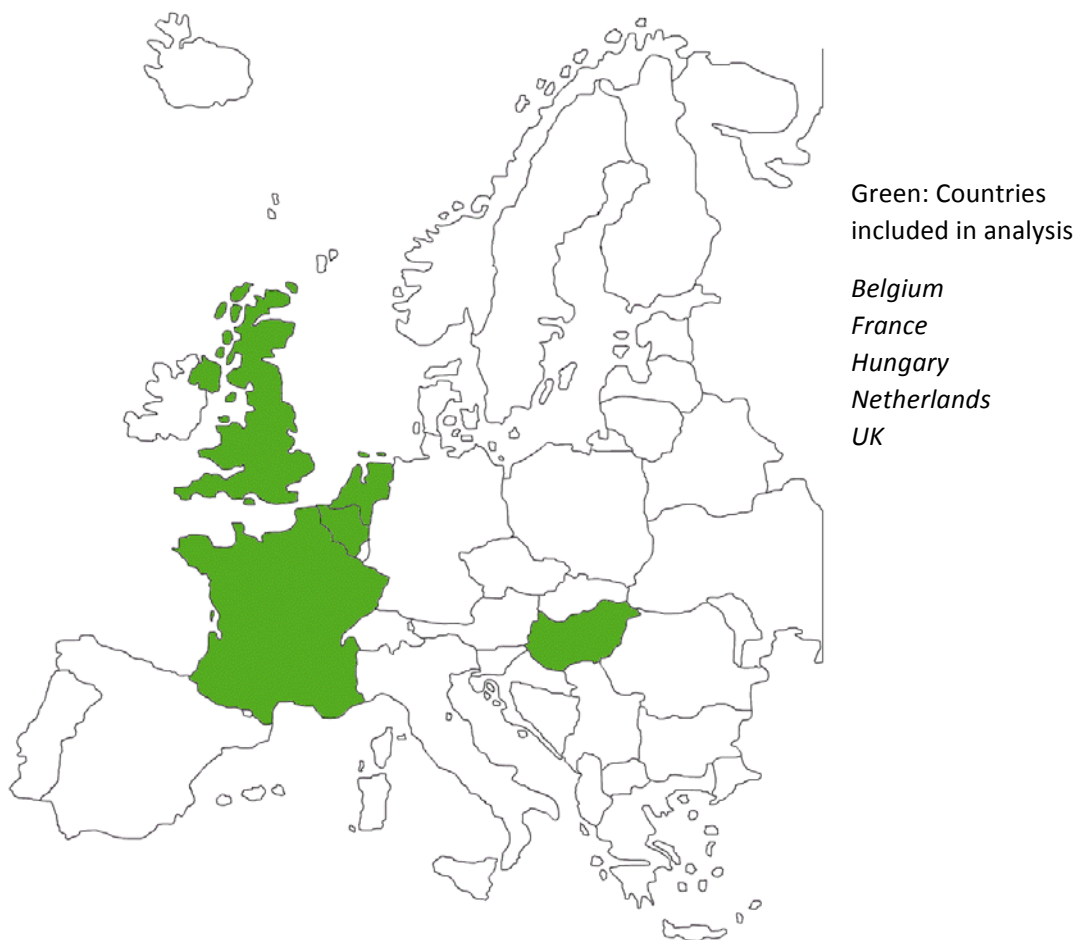 Green: Countries
included in analysis
Belgium
France
Hungary
Netherlands
UK